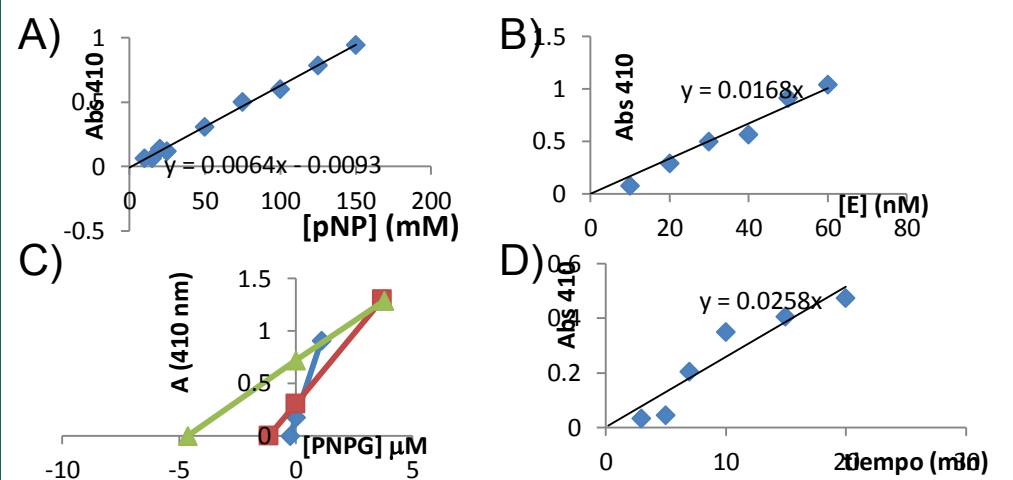 A)
Abs 410
1
0.5
0
-0.5
y = 0.0064x - 0.0093
0 50 100 150 200
[pNP] (mM)
B)
Abs 410
1.5
1
0.5
0
y = 0.0168x
[E] (nM)
0 20 40 60 80
C)
A (410 nm)
1.5
1
0.5
0
[PNPG] µM
-10 -5 0 5
D)
Abs 410
0.6
0.4
0.2
0
y = 0.0258x
0 10 20 30
tiempo (min)